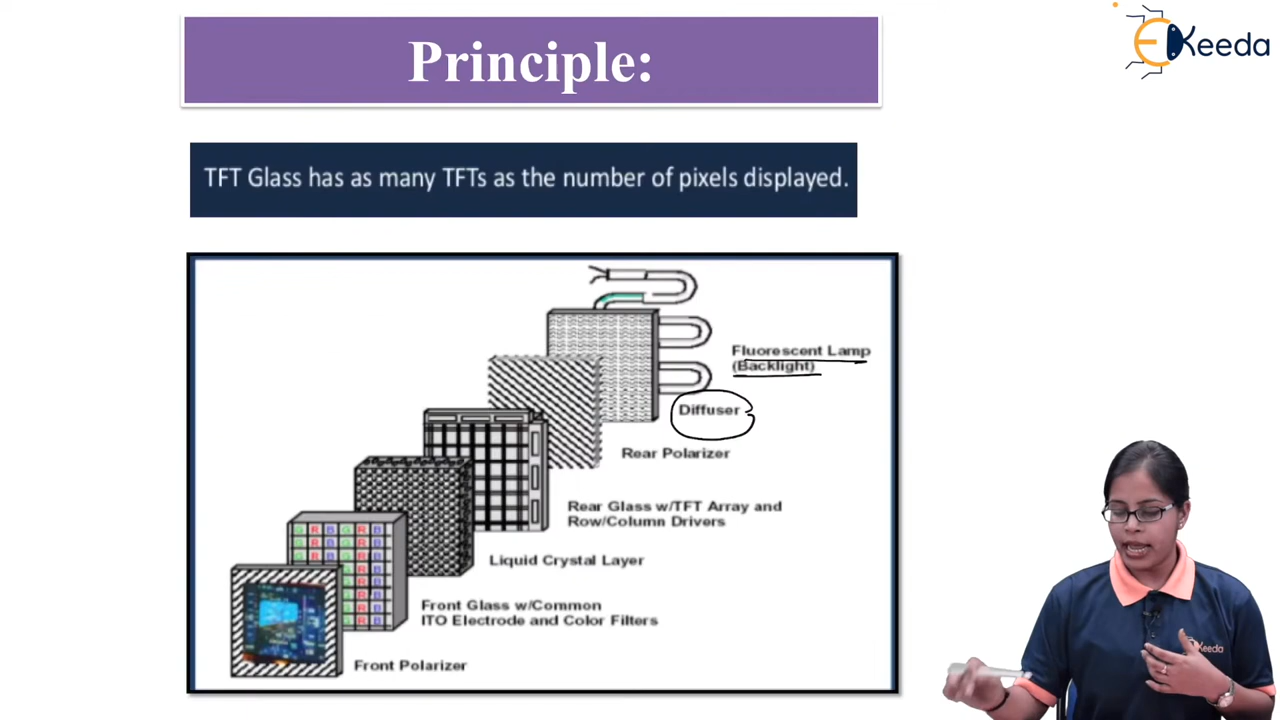 Principle:
EKeeda
TFT Glass has as many TFTs as the number of pixels displayed.
Fluorescent Lamp
(Backlight)
Diffuser
Rear Polarizer
Rear Glass w/TFT Array and
Row/Column Drivers
Liquid Crystal Layer
G R B G R B
G R B G R B
G R B G R B
Front Glass w/Common
ITO Electrode and Color Filters
Front Polarizer
Keeda